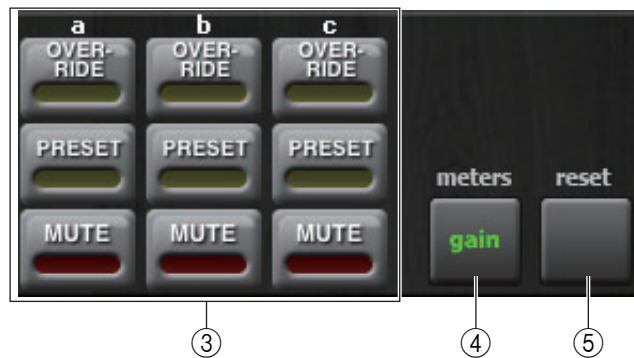 a b c
OVER-
RIDE
OVER-
RIDE
OVER-
RIDE
PRESET PRESET PRESET
meters reset
MUTE MUTE MUTE
gain
③ ④ ⑤